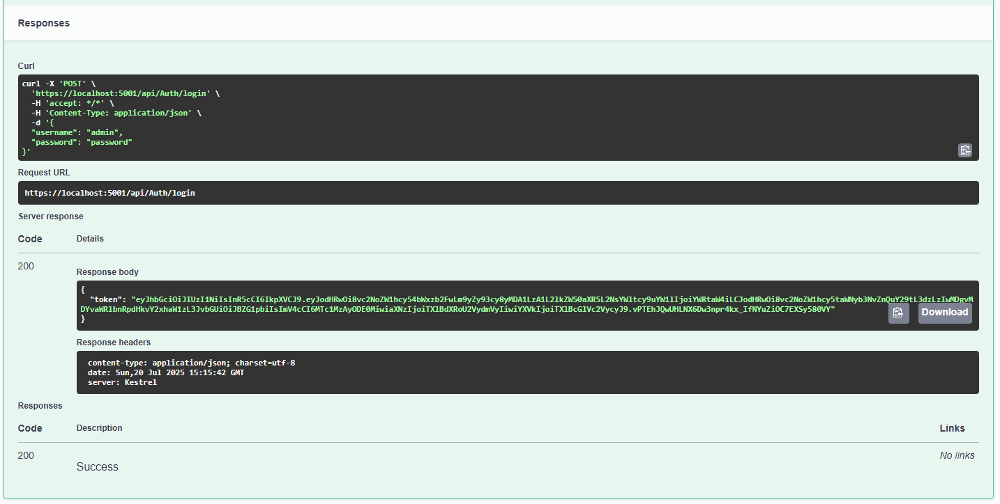 Responses
Curl
curl -X 'POST' \
'https://localhost:5001/api/Auth/login' \
-H 'accept: */*' \
-H 'Content-Type: application/json' \
-d '{
"username": "admin",
"password": "password"
}'
Request URL
https://localhost:5001/api/Auth/login
Server response
Code Details
200
Response body
{
"token": "eyJhbGciOiJIUzI1NiIsInR5cCI6IkpXVCJ9.eyJodHRwOi8vc2NoZW1hcy54bWxzb2FwLm9yZy93cy8yMDA1LzA1L2lkZW50aXR5L2NsYWltcy9uYW1lIjoiYWRtaW4iLCJodHRwOi8vc2NoZW1hcy5taWNyb3NvZnQuY29tL3dzLzIwMDgvM
DYvaWRlbnRpdHkvY2xhaW1zL3JvbGUiOiJBZG1pbiIsImV4cCI6MTc1MzAyODE0MiwiaXNzIjoiTXlBdXRoU2VydmVyIiwiYXVkIjoiTXlBcGlVc2VycyJ9.vPTEhJQwUHLNX6Dw3npr4kx_IfNYuZiOC7EXSy580VY"
}
Download
Response headers
content-type: application/json; charset=utf-8
date: Sun,20 Jul 2025 15:15:42 GMT
server: Kestrel
Responses
Code Description Links
200 No links
Success